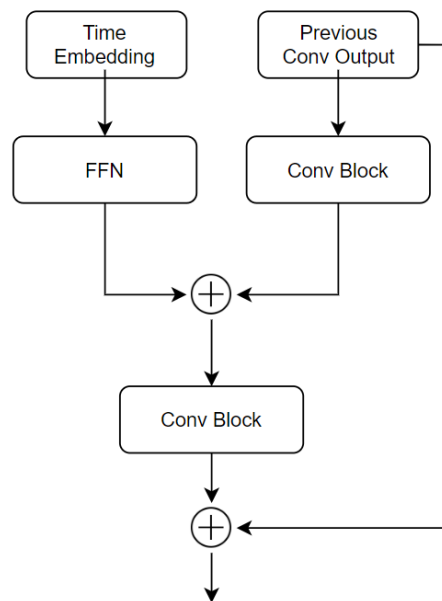 Time
Embedding
Previous
Conv Output
FFN
Conv Block
Conv Block